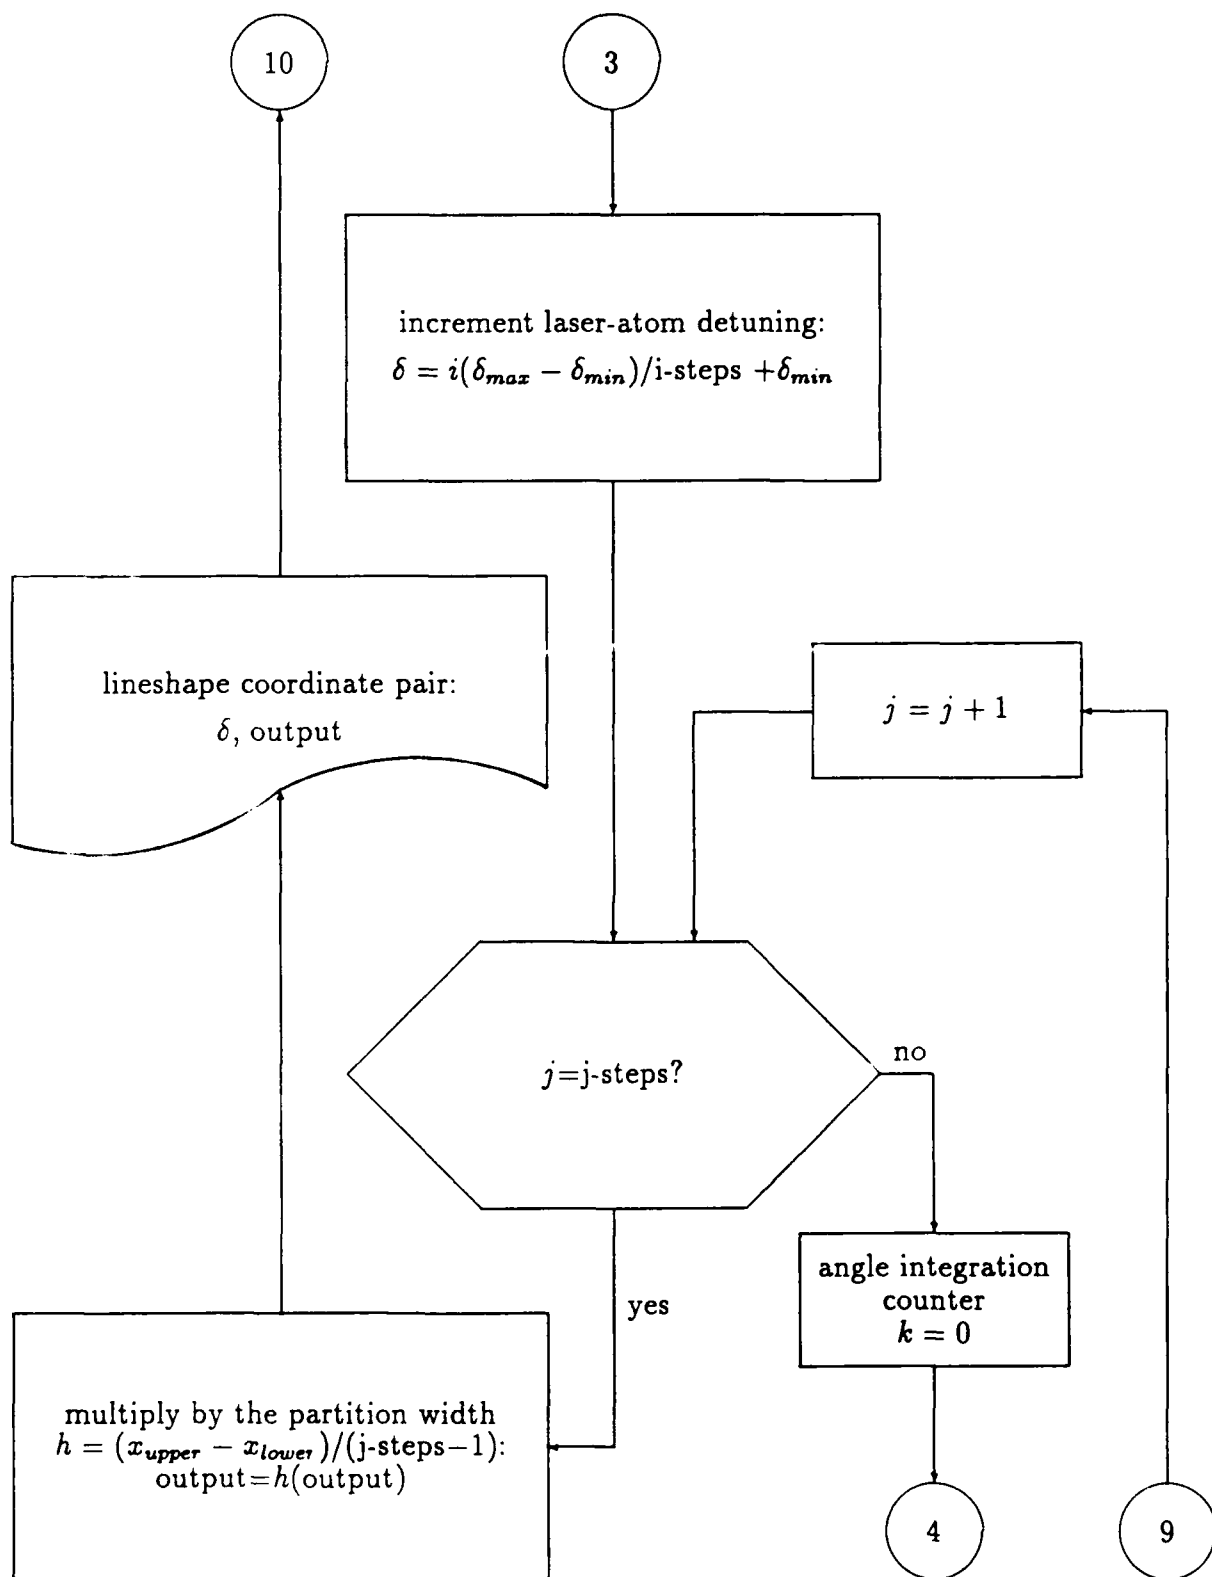 10
3
increment laser-atom detuning:
δ = i(δ_max − δ_min)/i-steps +δ_min
lineshape coordinate pair:
δ, output
j = j + 1
j=j-steps?
no
angle integration
counter
k = 0
yes
multiply by the partition width
h = (x_upper − x_lower)/(j-steps−1):
output=h(output)
4
9